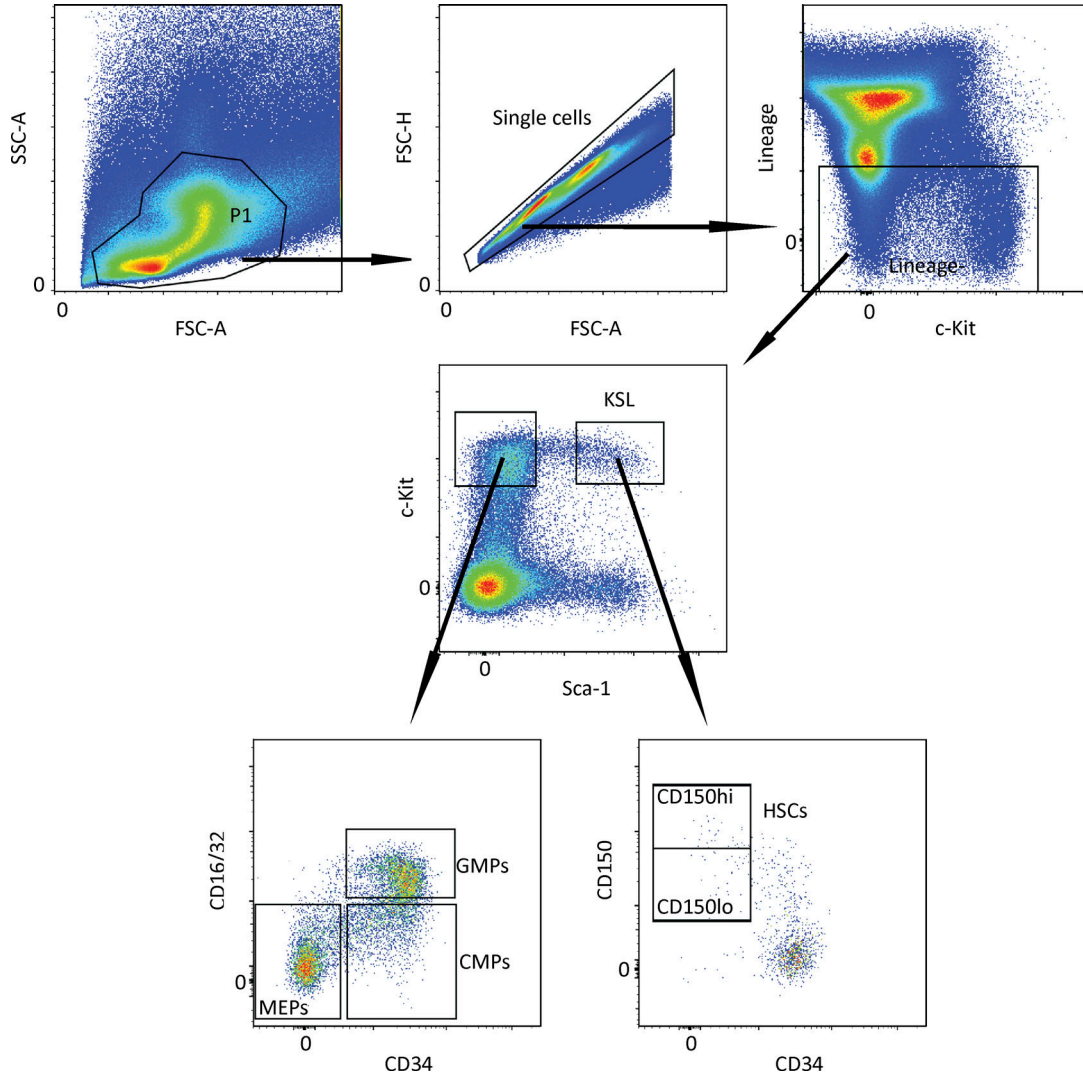 SSC-A
P1
0
0
FSC-A
FSC-H
Single cells
0
0
FSC-A
Lineage
0
Lineage-
0
c-Kit
KSL
c-Kit
0
0
Sca-1
CD16/32
GMPs
CMPs
0
MEPs
0
CD34
CD150hi
HSCs
CD150
CD150lo
0
0
CD34